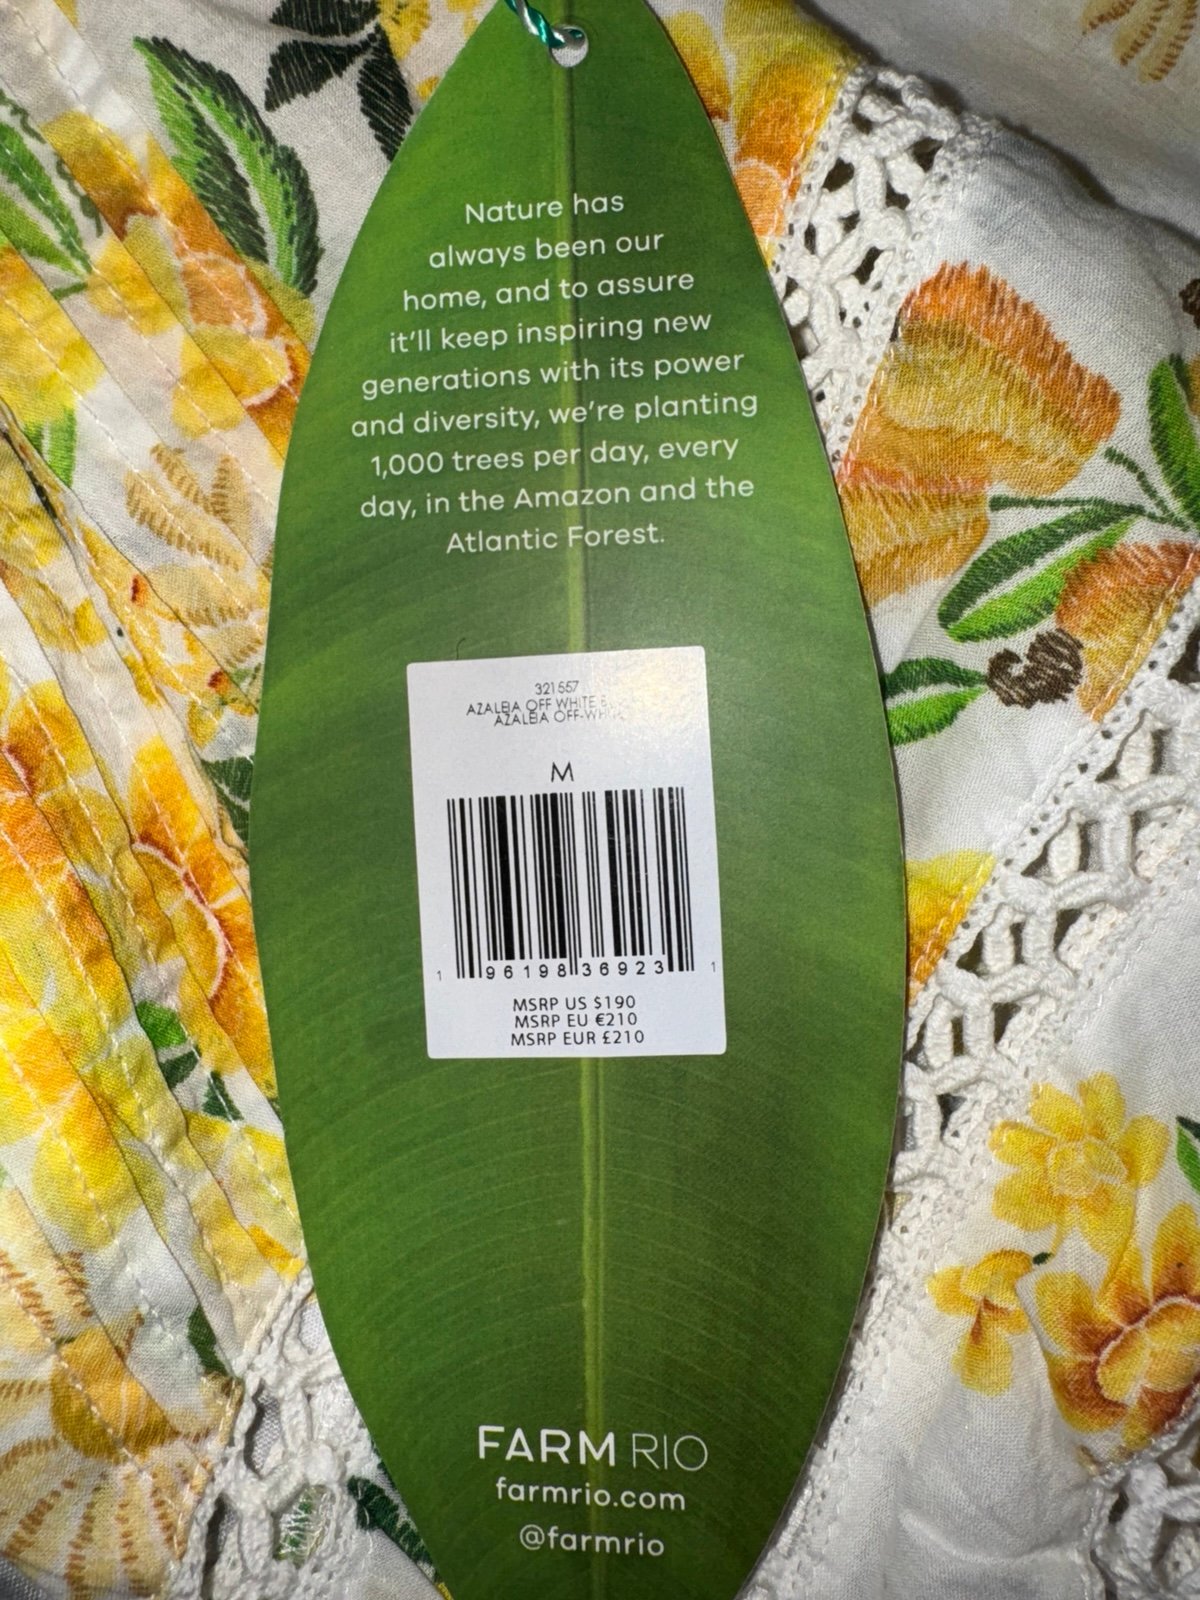 Nature has
always been our
home, and to assure
it'll keep inspiring new
generations with its power
and diversity, we're planting
1,000 trees per day, every
day, in the Amazon and the
Atlantic Forest.
321557
AZALEIA OFF WHITE
AZALEIA OFF-WHITE
M
1 96198 36923 1
MSRP US $190
MSRP EU €210
MSRP EUR £210
FARM RIO
farmrio.com
@farmrio